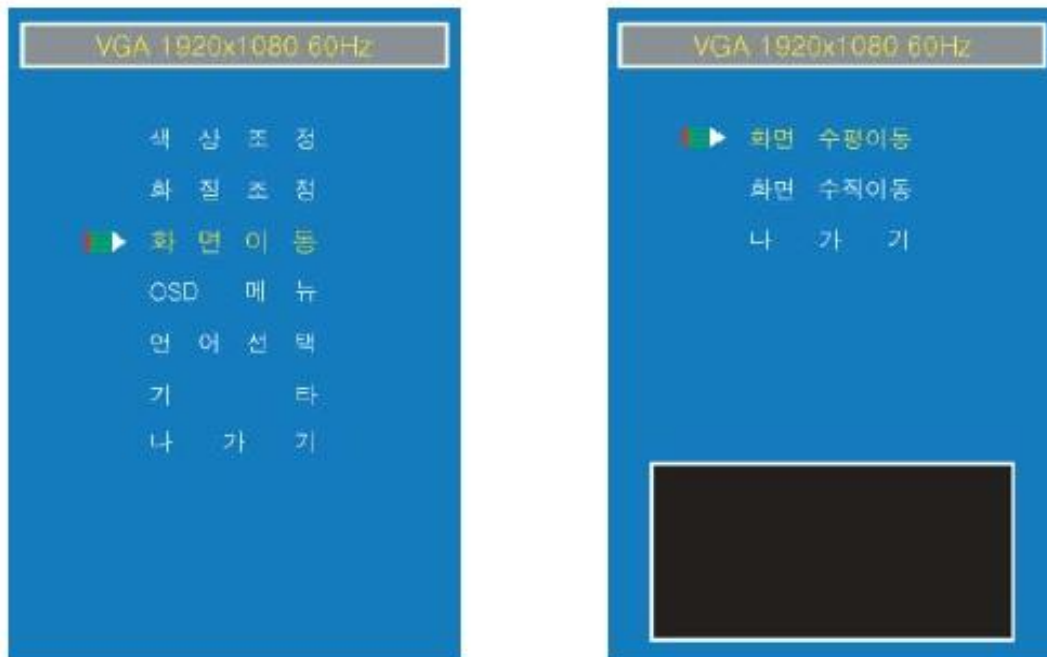 VGA 1920x1080 60Hz
색 상 조 정
화 질 조 정
화 면 이 동
OSD 메 뉴
언 어 선 택
기 타
나 가 기
VGA 1920x1080 60Hz
화면 수평이동
화면 수직이동
나 가 기